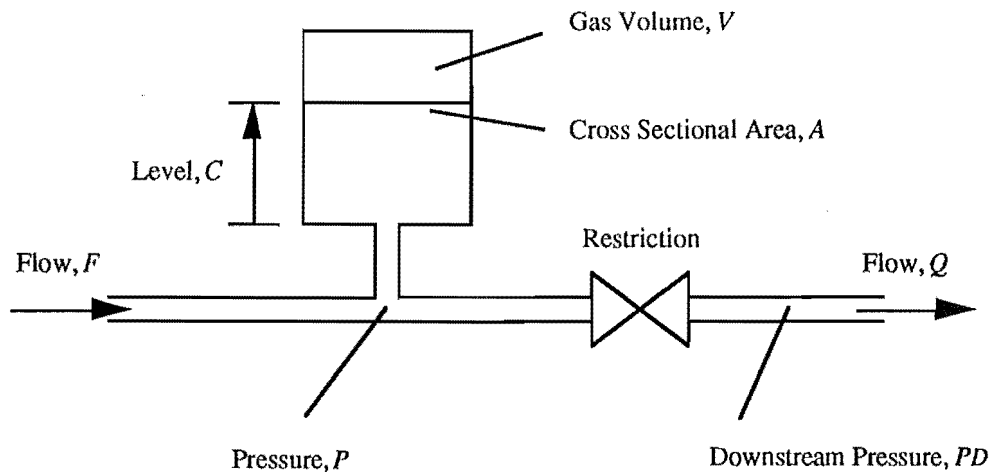 Gas Volume, V
Cross Sectional Area, A
Level, C
Restriction
Flow, F
Flow, Q
Pressure, P
Downstream Pressure, PD